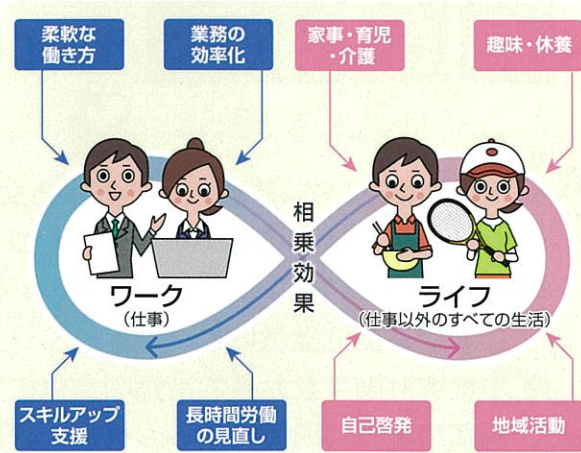 柔軟な
働き方
業務の
効率化
家事・育児
・介護
趣味・休養
相乗効果
ワーク
(仕事)
ライフ
(仕事以外のすべての生活)
スキルアップ
支援
長時間労働
の見直し
自己啓発
地域活動